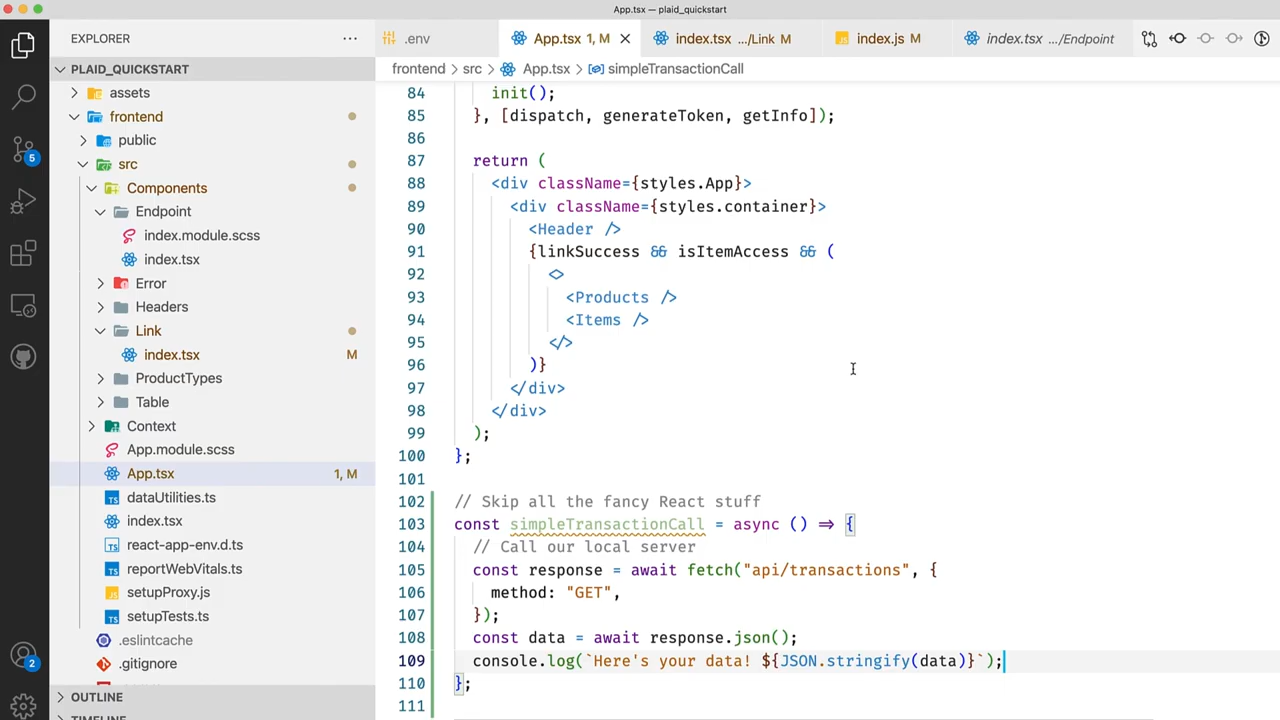 App.tsx — plaid_quickstart
EXPLORER
.env
App.tsx 1, M
index.tsx .../Link M
index.js M
index.tsx .../Endpoint
PLAID_QUICKSTART
frontend > src > App.tsx > simpleTransactionCall
assets
frontend
public
src
5
Components
Endpoint
index.module.scss
index.tsx
Error
Headers
Link
index.tsx M
ProductTypes
Table
Context
App.module.scss
App.tsx 1, M
dataUtilities.ts
index.tsx
react-app-env.d.ts
reportWebVitals.ts
setupProxy.js
setupTests.ts
.eslintcache
.gitignore
2
OUTLINE
TIMELINE
84 init();
85 }, [dispatch, generateToken, getInfo]);
86
87 return (
88 <div className={styles.App}>
89 <div className={styles.container}>
90 <Header />
91 {linkSuccess && isItemAccess && (
92 <>
93 <Products />
94 <Items />
95 </>
96 )}
97 </div>
98 </div>
99 );
100 };
101
102 // Skip all the fancy React stuff
103 const simpleTransactionCall = async () => {
104 // Call our local server
105 const response = await fetch("api/transactions", {
106 method: "GET",
107 });
108 const data = await response.json();
109 console.log(`Here's your data! ${JSON.stringify(data)}`);
110 };
111